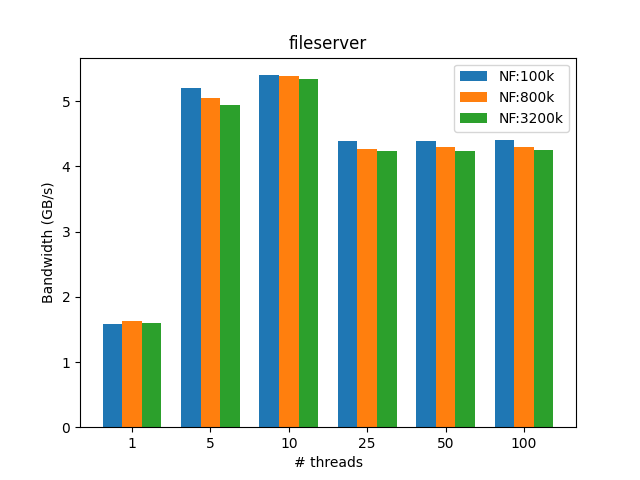 fileserver
NF:100k
NF:800k
NF:3200k
Bandwidth (GB/s)
5
4
3
2
1
0
1 5 10 25 50 100
# threads